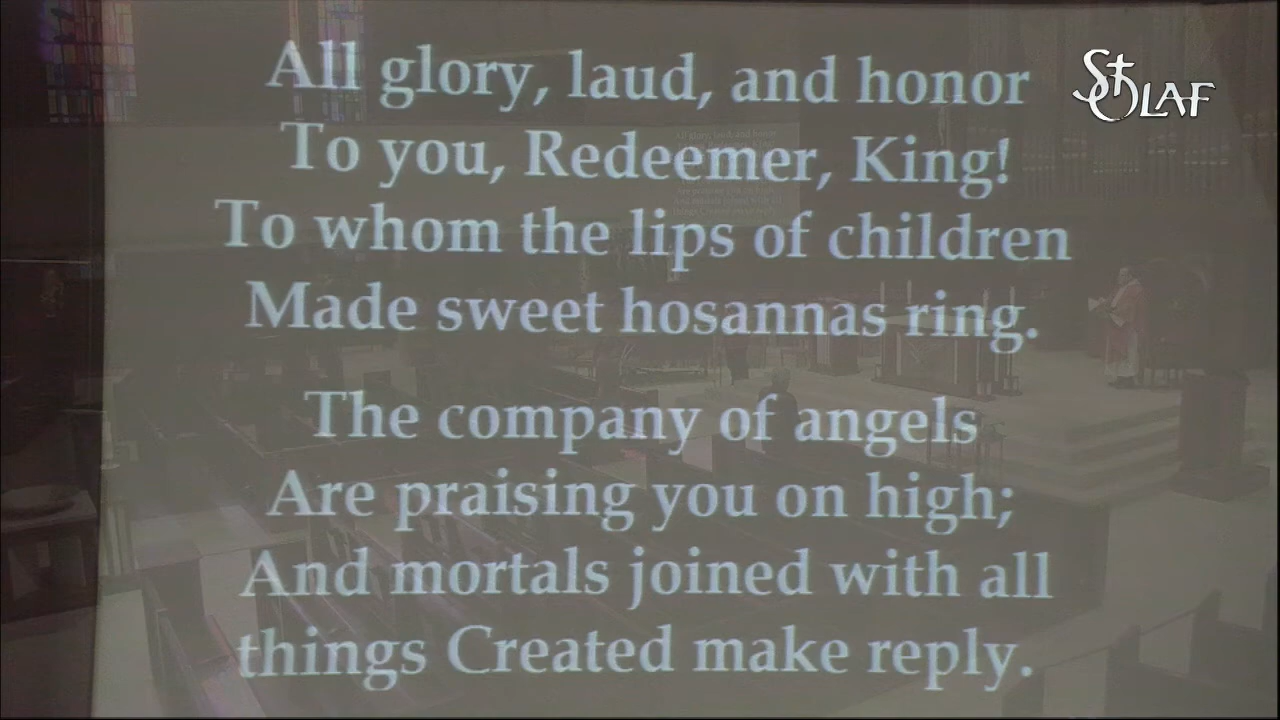 All glory, laud, and honor
To you, Redeemer, King!
To whom the lips of children
Made sweet hosannas ring.
The company of angels
Are praising you on high;
And mortals joined with all
things Created make reply.
St OLAF